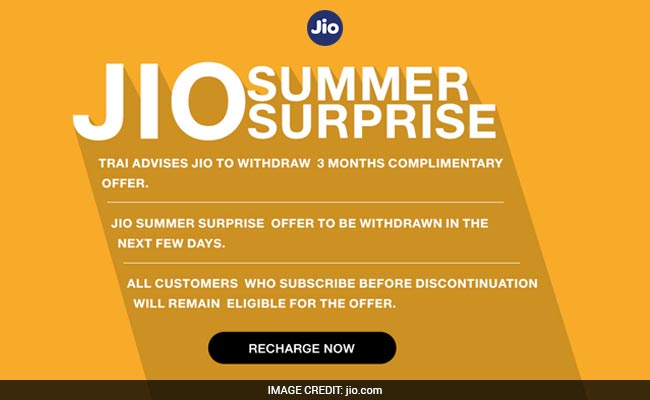 Jio
JIO SUMMER
SURPRISE
TRAI ADVISES JIO TO WITHDRAW 3 MONTHS COMPLIMENTARY
OFFER.
JIO SUMMER SURPRISE OFFER TO BE WITHDRAWN IN THE
NEXT FEW DAYS.
ALL CUSTOMERS WHO SUBSCRIBE BEFORE DISCONTINUATION
WILL REMAIN ELIGIBLE FOR THE OFFER.
RECHARGE NOW
IMAGE CREDIT: jio.com